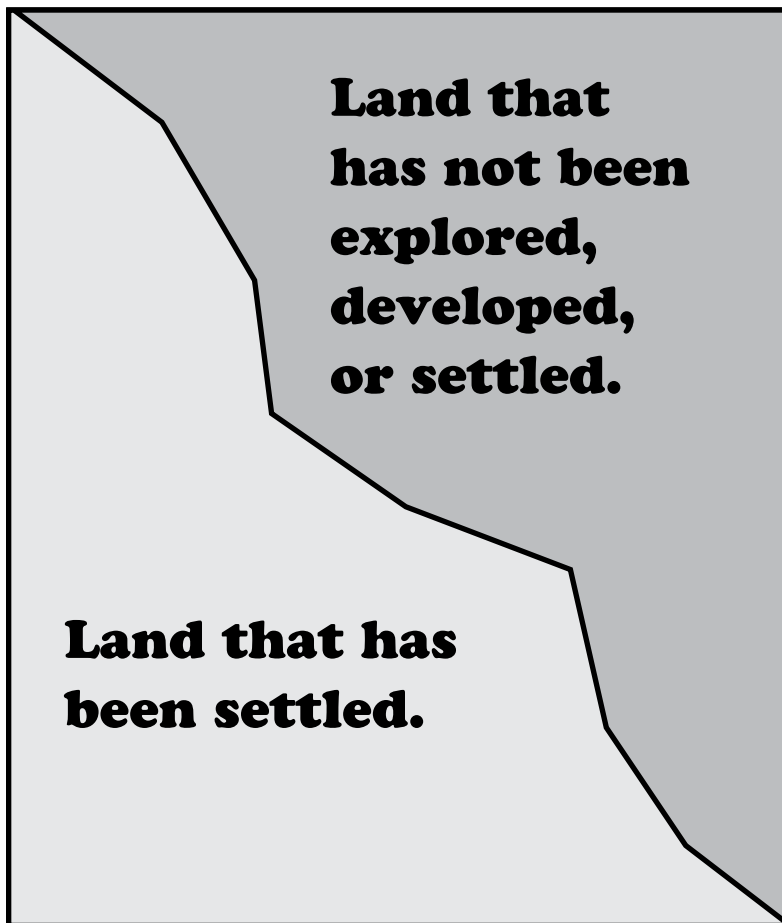 Land that
has not been
explored,
developed,
or settled.
Land that has
been settled.